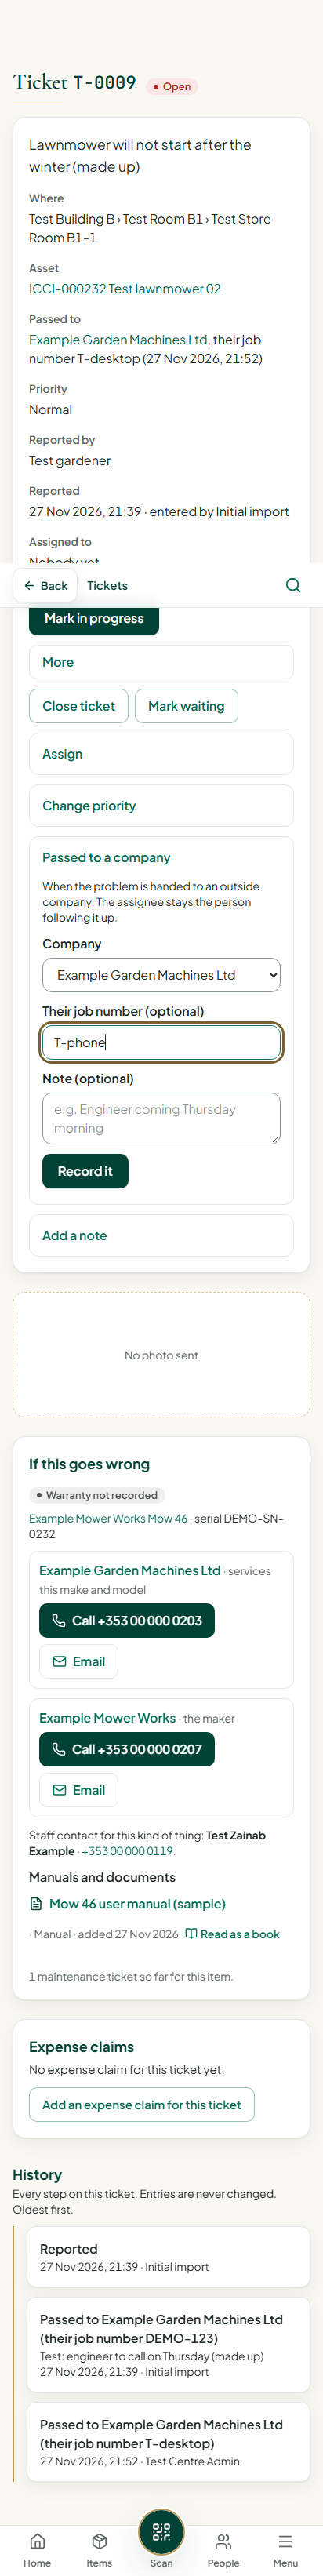 Ticket T-0009 Open
Lawnmower will not start after the
winter (made up)
Where
Test Building B › Test Room B1 › Test Store
Room B1-1
Asset
ICCI-000232 Test lawnmower 02
Passed to
Example Garden Machines Ltd, their job
number T-desktop (27 Nov 2026, 21:52)
Priority
Normal
Reported by
Test gardener
Reported
27 Nov 2026, 21:39 · entered by Initial import
Assigned to
Nobody yet
Back Tickets
Mark in progress
More
Close ticket Mark waiting
Assign
Change priority
Passed to a company
When the problem is handed to an outside
company. The assignee stays the person
following it up.
Company
Example Garden Machines Ltd
Their job number (optional)
T-phone
Note (optional)
e.g. Engineer coming Thursday
morning
Record it
Add a note
No photo sent
If this goes wrong
Warranty not recorded
Example Mower Works Mow 46 · serial DEMO-SN-
0232
Example Garden Machines Ltd · services
this make and model
Call +353 00 000 0203
Email
Example Mower Works · the maker
Call +353 00 000 0207
Email
Staff contact for this kind of thing: Test Zainab
Example · +353 00 000 0119.
Manuals and documents
Mow 46 user manual (sample)
· Manual · added 27 Nov 2026 Read as a book
1 maintenance ticket so far for this item.
Expense claims
No expense claim for this ticket yet.
Add an expense claim for this ticket
History
Every step on this ticket. Entries are never changed.
Oldest first.
Reported
27 Nov 2026, 21:39 · Initial import
Passed to Example Garden Machines Ltd
(their job number DEMO-123)
Test: engineer to call on Thursday (made up)
27 Nov 2026, 21:39 · Initial import
Passed to Example Garden Machines Ltd
(their job number T-desktop)
27 Nov 2026, 21:52 · Test Centre Admin
Home Items Scan People Menu